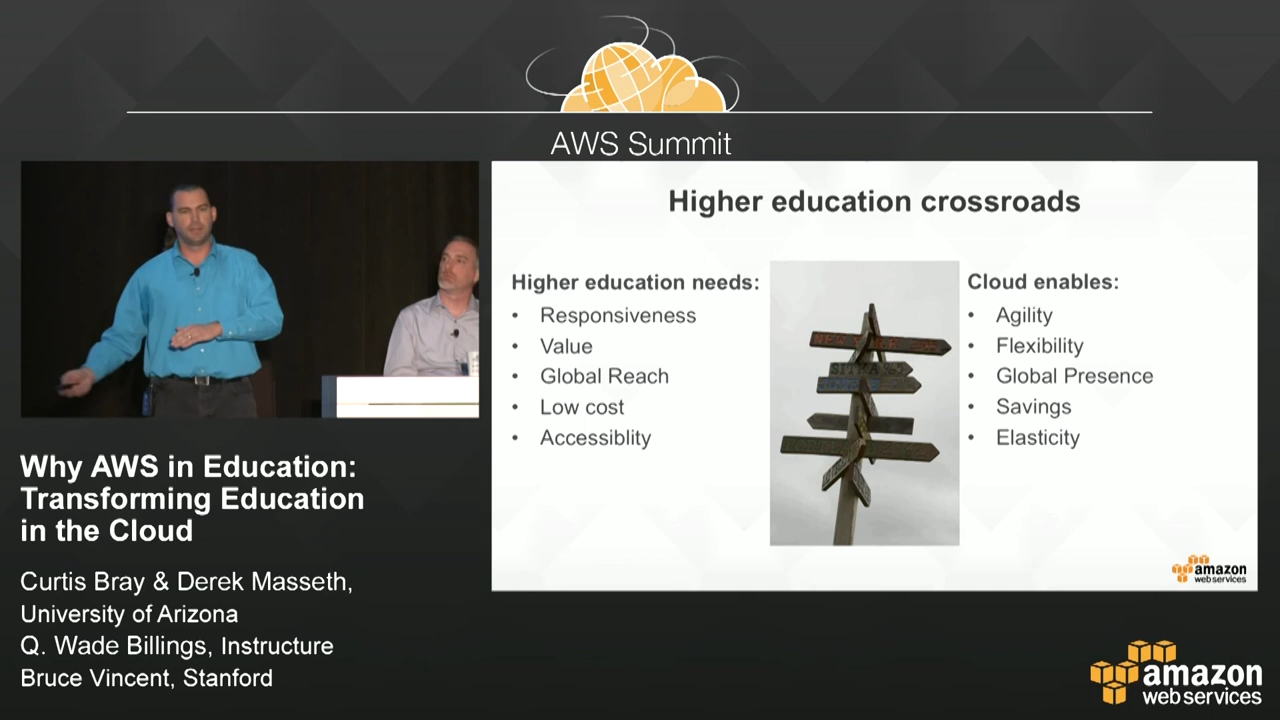 AWS Summit
Higher education crossroads
Higher education needs:
• Responsiveness
• Value
• Global Reach
• Low cost
• Accessiblity
SITKA
Cloud enables:
• Agility
• Flexibility
• Global Presence
• Savings
• Elasticity
amazon
web services
Why AWS in Education:
Transforming Education
in the Cloud
Curtis Bray & Derek Masseth,
University of Arizona
Q. Wade Billings, Instructure
Bruce Vincent, Stanford
amazon
web services